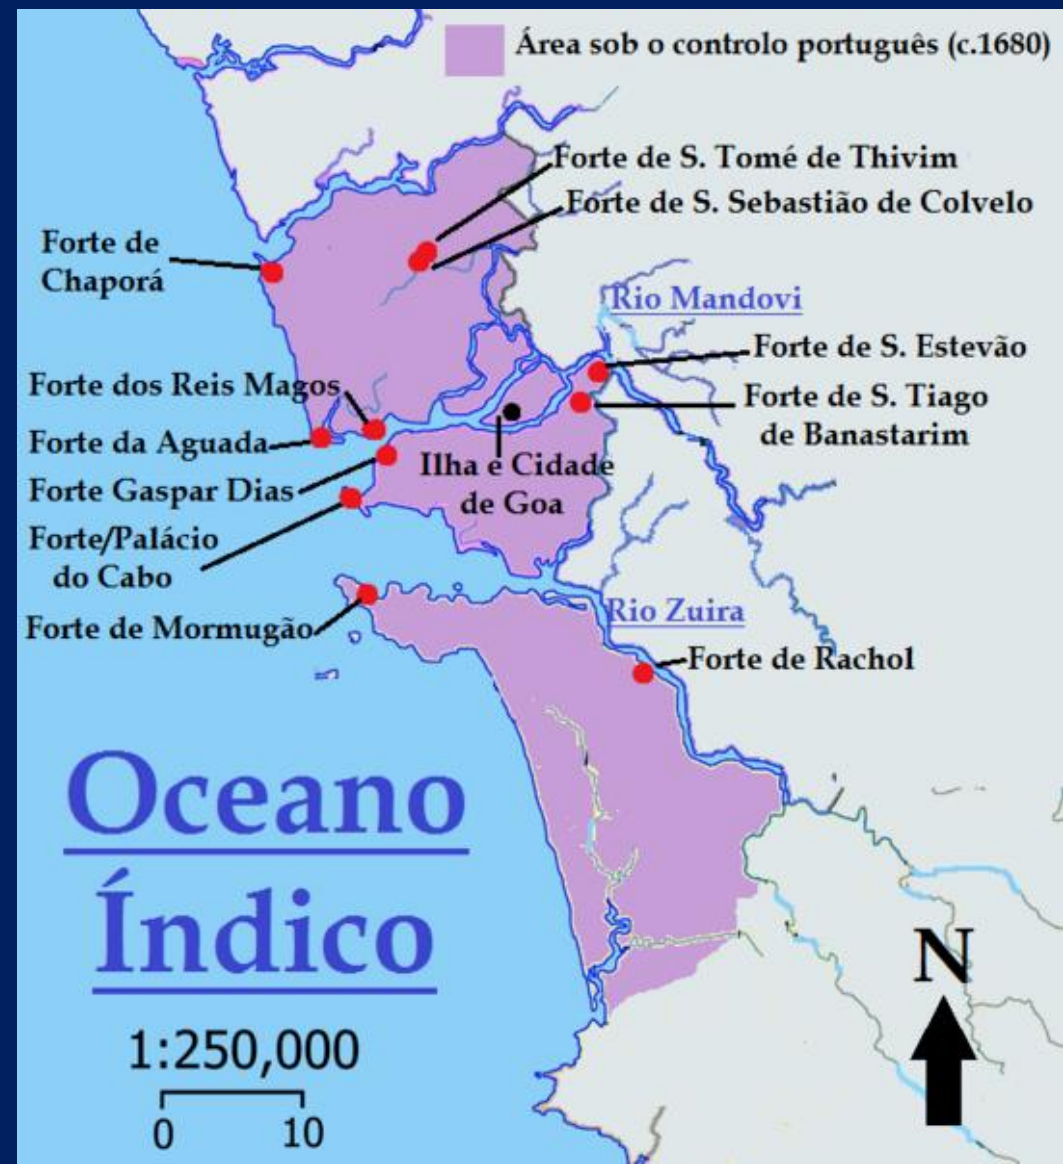 Área sob o controlo português (c.1680)
Forte de S. Tomé de Thivim
Forte de S. Sebastião de Colvelo
Forte de
Chaporá
Rio Mandovi
Forte de S. Estevão
Forte dos Reis Magos
Forte de S. Tiago
de Banastarim
Forte da Aguada
Ilha e Cidade
de Goa
Forte Gaspar Dias
Forte/Palácio
do Cabo
Rio Zuira
Forte de Mormugão
Forte de Rachol
Oceano
Índico
N
1:250,000
0 10